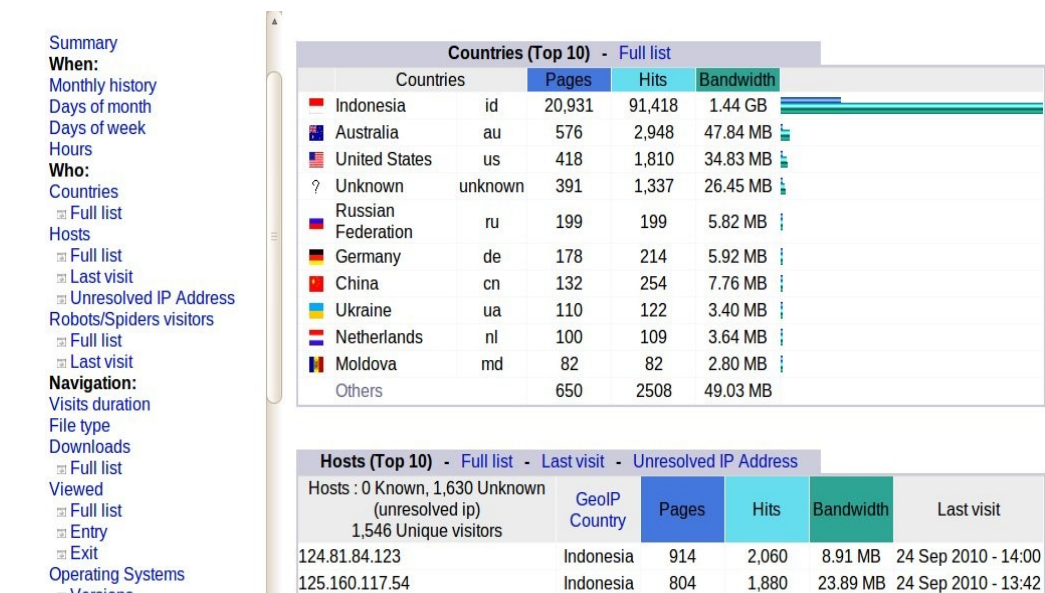 Summary
When:
Monthly history
Days of month
Days of week
Hours
Who:
Countries
Full list
Hosts
Full list
Last visit
Unresolved IP Address
Robots/Spiders visitors
Full list
Last visit
Navigation:
Visits duration
File type
Downloads
Full list
Viewed
Full list
Entry
Exit
Operating Systems
Versions
Countries (Top 10) - Full list
Countries Pages Hits Bandwidth
Indonesia id 20,931 91,418 1.44 GB
Australia au 576 2,948 47.84 MB
United States us 418 1,810 34.83 MB
? Unknown unknown 391 1,337 26.45 MB
Russian Federation ru 199 199 5.82 MB
Germany de 178 214 5.92 MB
China cn 132 254 7.76 MB
Ukraine ua 110 122 3.40 MB
Netherlands nl 100 109 3.64 MB
Moldova md 82 82 2.80 MB
Others 650 2508 49.03 MB
Hosts (Top 10) - Full list - Last visit - Unresolved IP Address
Hosts : 0 Known, 1,630 Unknown
(unresolved ip)
1,546 Unique visitors
GeoIP Country Pages Hits Bandwidth Last visit
124.81.84.123 Indonesia 914 2,060 8.91 MB 24 Sep 2010 - 14:00
125.160.117.54 Indonesia 804 1,880 23.89 MB 24 Sep 2010 - 13:42